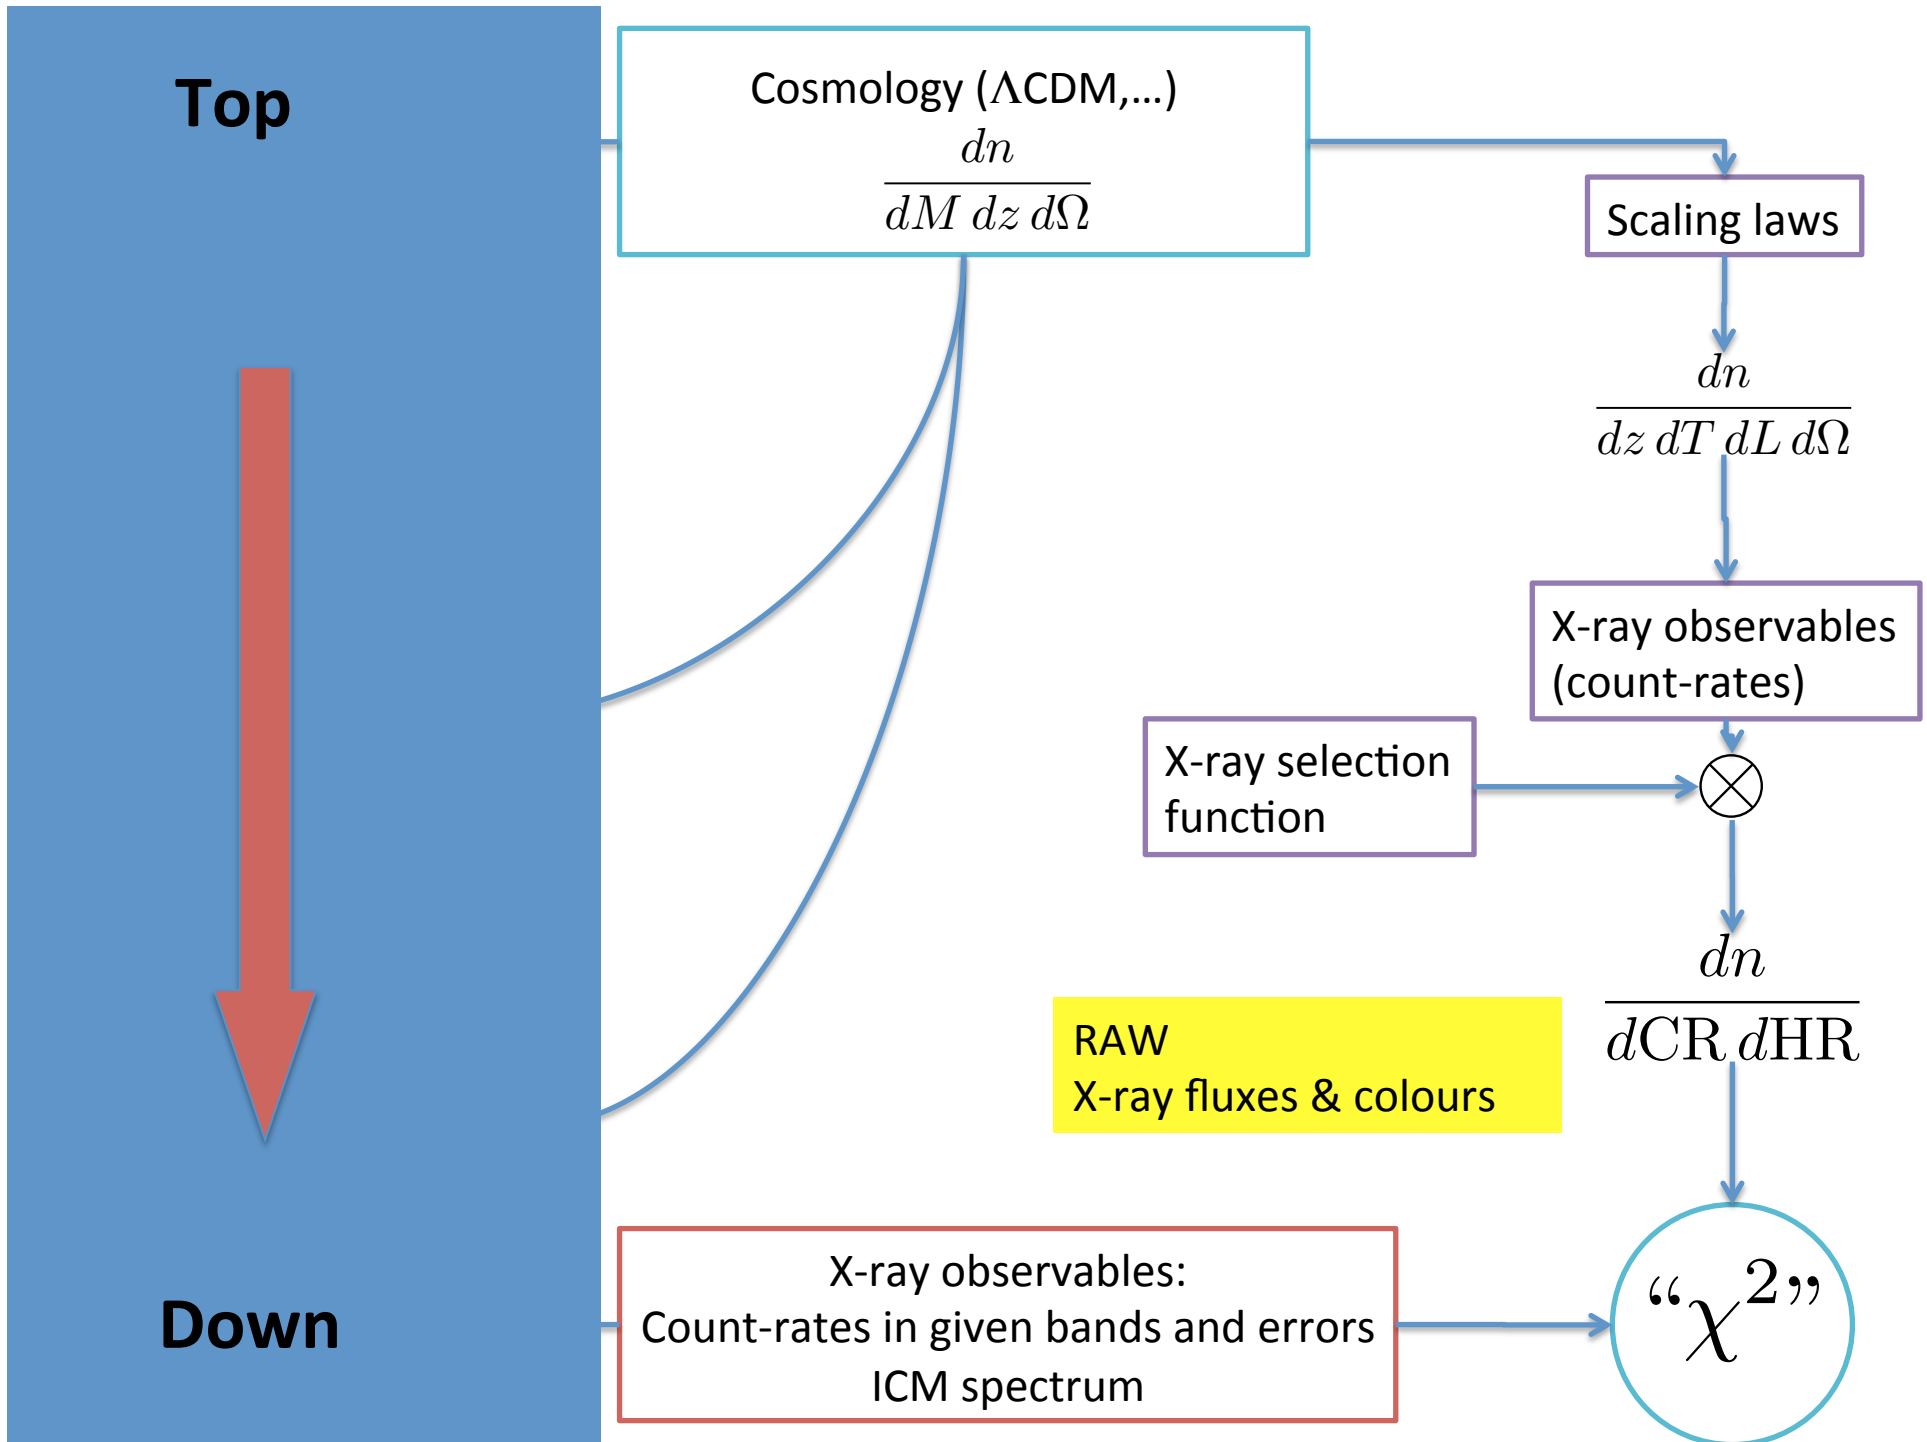 Top
Cosmology (ΛCDM,...)
dn
dM dz dΩ
Scaling laws
dn
dz dT dL dΩ
X-ray observables
(count-rates)
X-ray selection
function
dn
dCR dHR
RAW
X-ray fluxes & colours
Down
X-ray observables:
Count-rates in given bands and errors
ICM spectrum
“χ²”